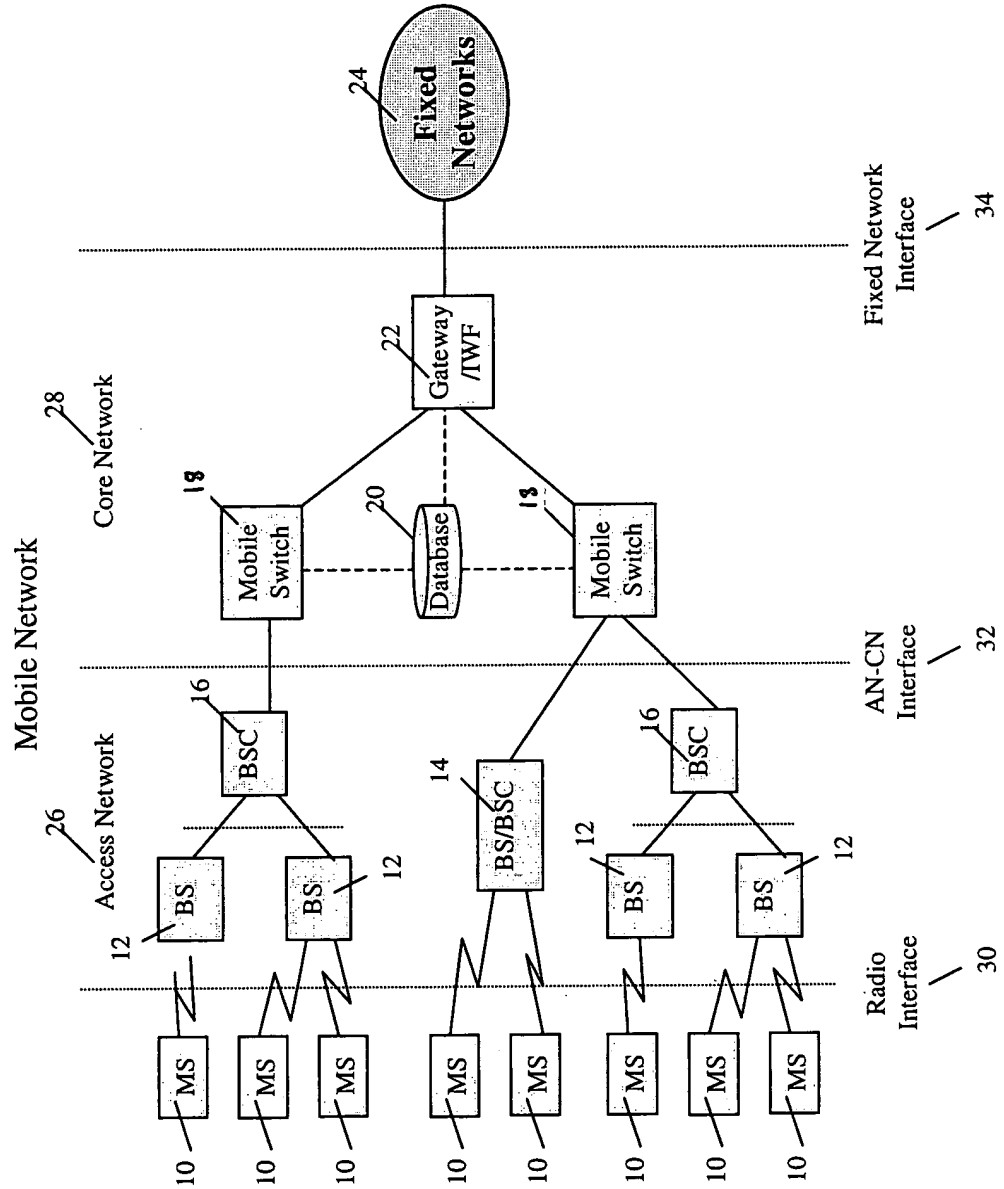 Mobile Network
26
28
Access Network
Core Network
12
10
MS
BS
16
18
BSC
Mobile
Switch
10
MS
BS
12
10
MS
24
20
22
Database
Gateway
/IWF
Fixed
Networks
10
MS
14
BS/BSC
18
10
MS
12
Mobile
Switch
10
MS
BS
16
BSC
10
MS
BS
12
10
MS
Radio
Interface
AN-CN
Interface
Fixed Network
Interface
30
32
34